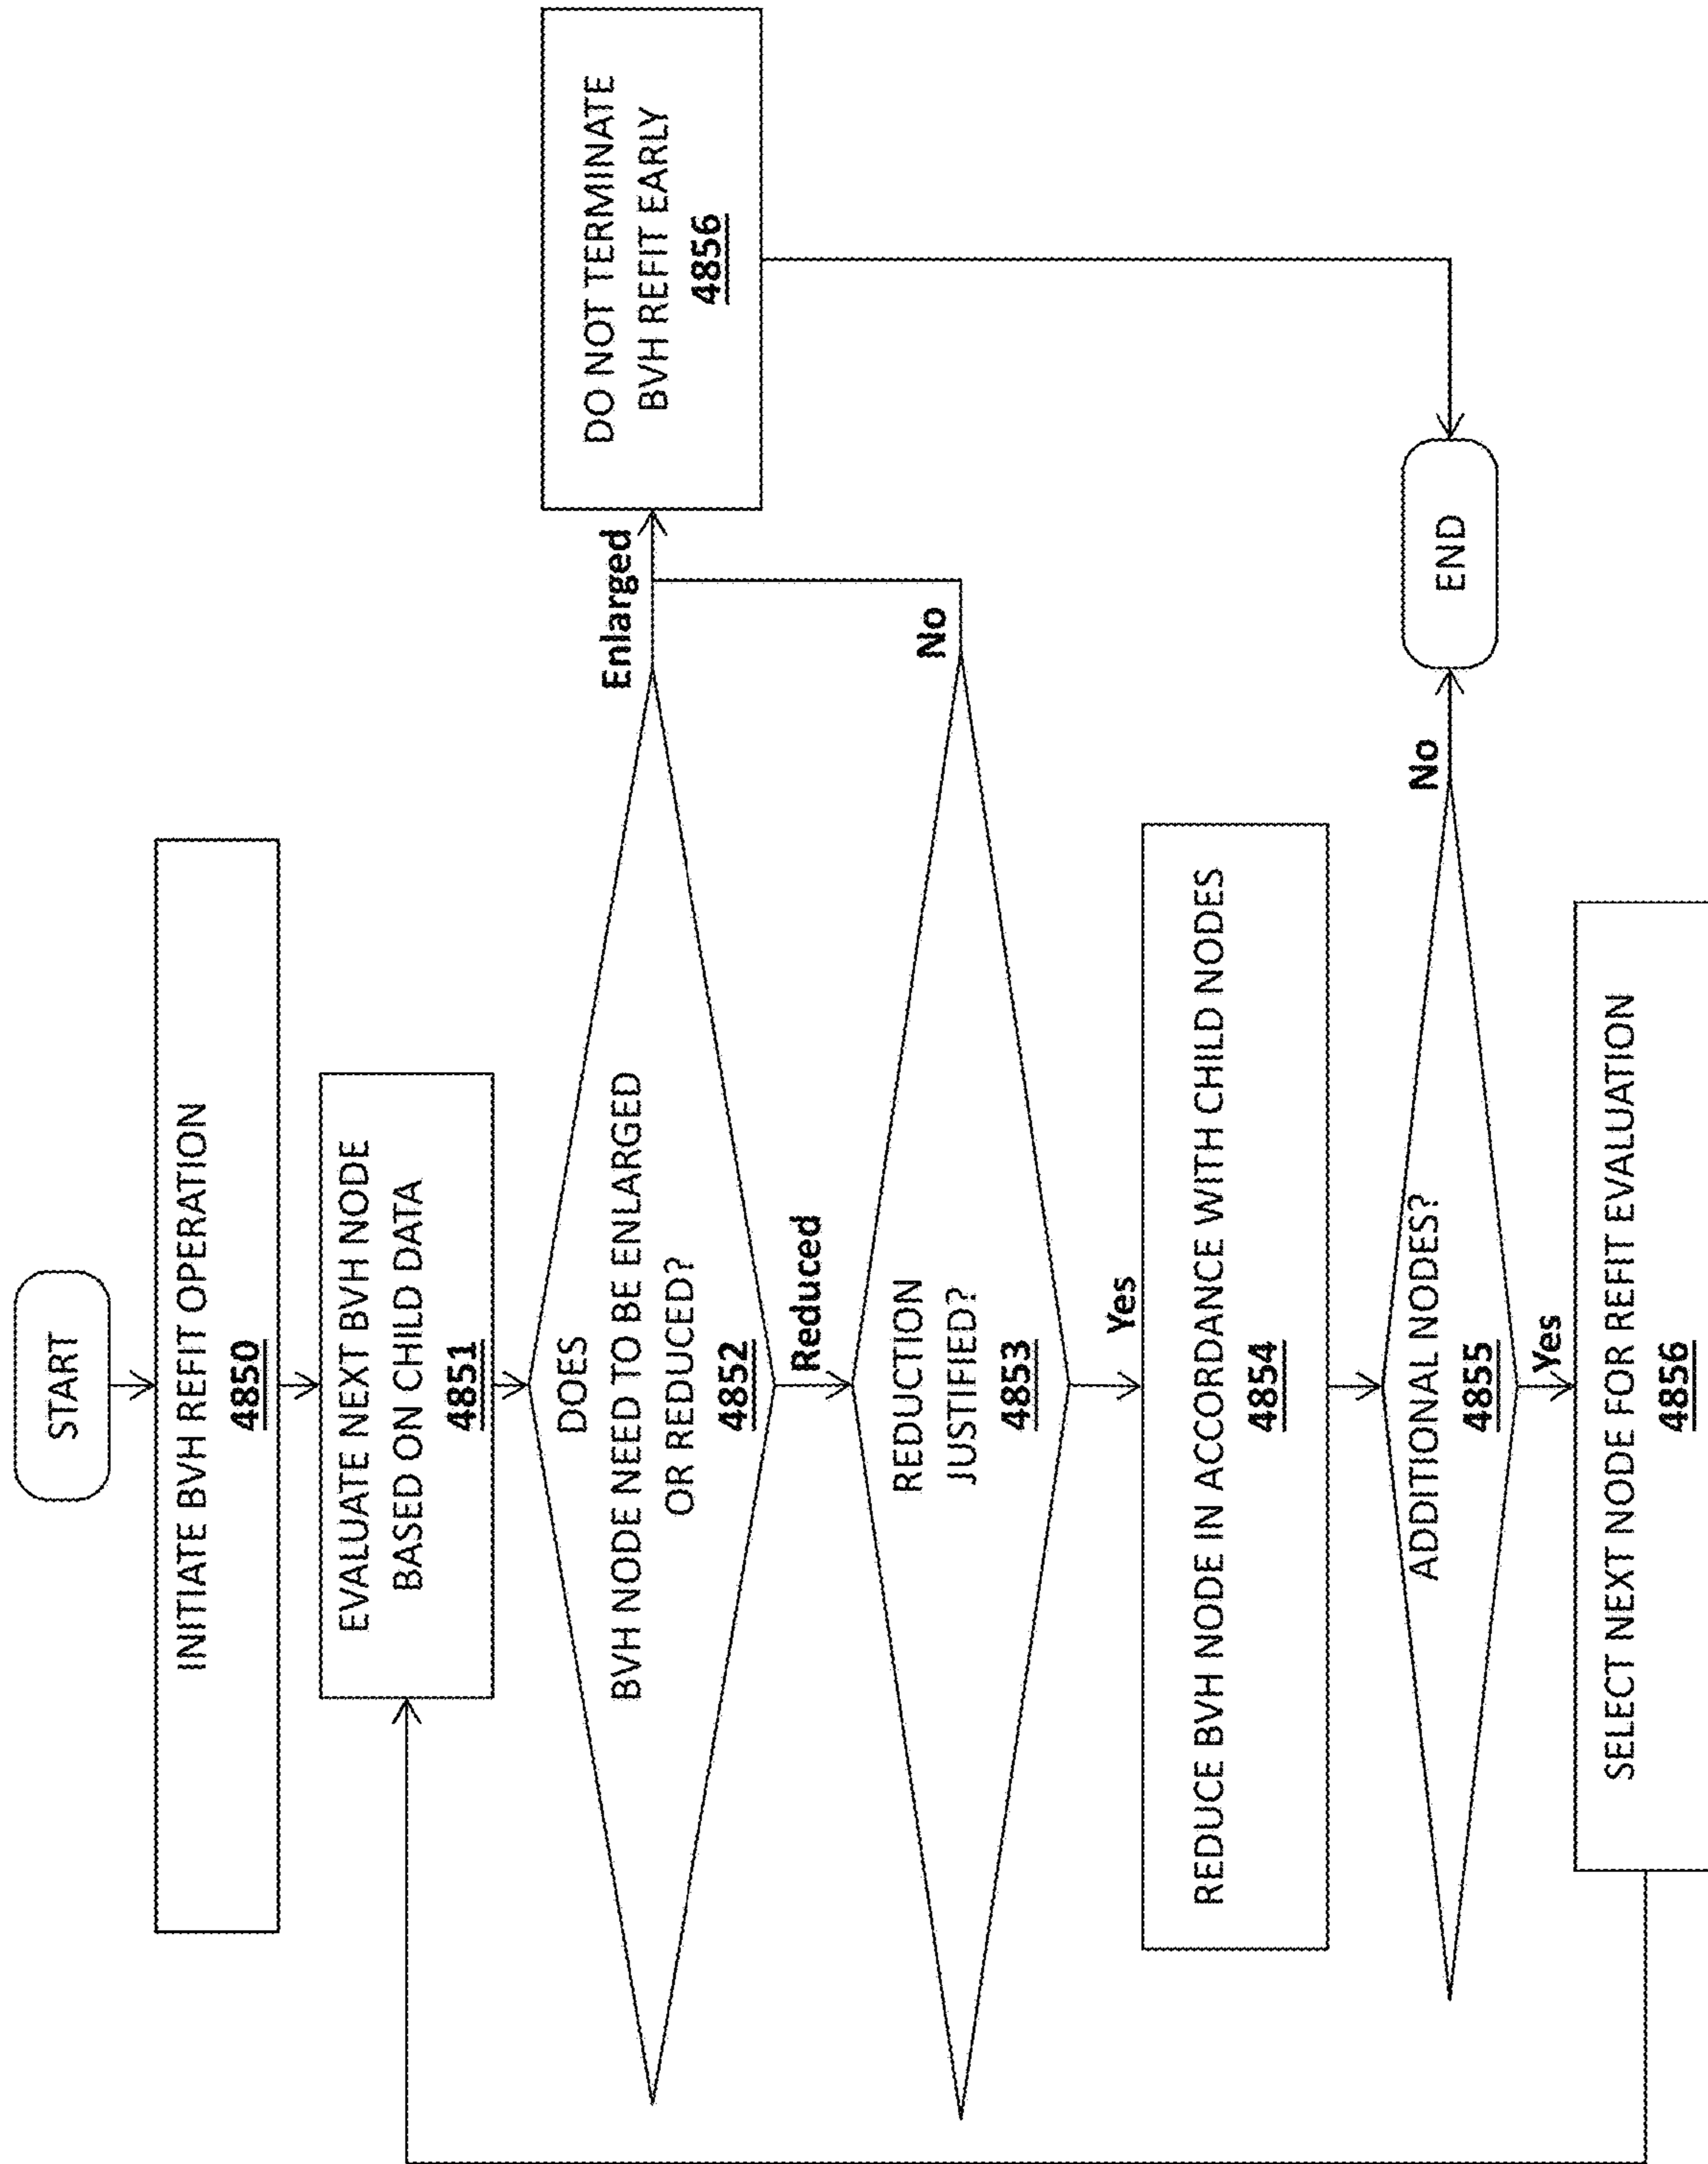 START
INITIATE BVH REFIT OPERATION
4850
EVALUATE NEXT BVH NODE
BASED ON CHILD DATA
4851
DOES
BVH NODE NEED TO BE ENLARGED
OR REDUCED?
4852
Enlarged
DO NOT TERMINATE
BVH REFIT EARLY
4856
Reduced
REDUCTION
JUSTIFIED?
4853
No
Yes
REDUCE BVH NODE IN ACCORDANCE WITH CHILD NODES
4854
ADDITIONAL NODES?
4855
No
END
Yes
SELECT NEXT NODE FOR REFIT EVALUATION
4856